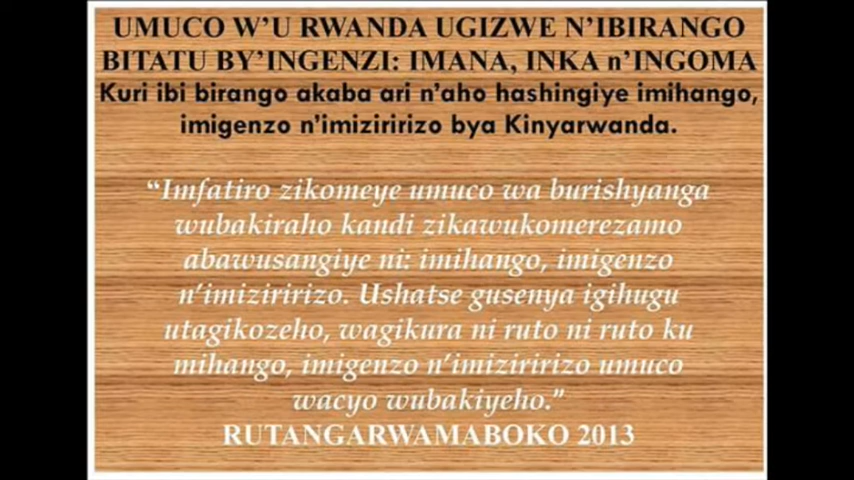 UMUCO W'U RWANDA UGIZWE N'IBIRANGO
BITATU BY'INGENZI: IMANA, INKA n'INGOMA
Kuri ibi birango akaba ari n'aho hashingiye imihango,
imigenzo n'imiziririzo bya Kinyarwanda.
“Imfatiro zikomeye umuco wa burishyanga
wubakiraho kandi zikawukomerezamo
abawusangiye ni: imihango, imigenzo
n'imiziririzo. Ushatse gusenya igihugu
utagikozeho, wagikura ni ruto ni ruto ku
mihango, imigenzo n'imiziririzo umuco
wacyo wubakiyeho.”
RUTANGARWAMABOKO 2013